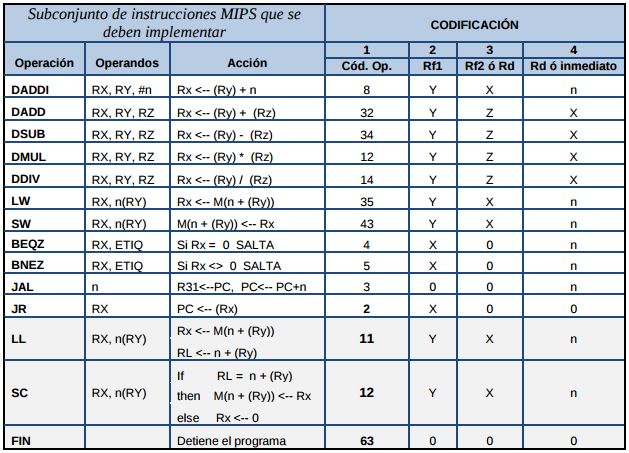 Subconjunto de instrucciones MIPS que se
deben implementar
CODIFICACIÓN
1 2 3 4
Operación Operandos Acción Cód. Op. Rf1 Rf2 ó Rd Rd ó inmediato
DADDI RX, RY, #n Rx <-- (Ry) + n 8 Y X n
DADD RX, RY, RZ Rx <-- (Ry) + (Rz) 32 Y Z X
DSUB RX, RY, RZ Rx <-- (Ry) - (Rz) 34 Y Z X
DMUL RX, RY, RZ Rx <-- (Ry) * (Rz) 12 Y Z X
DDIV RX, RY, RZ Rx <-- (Ry) / (Rz) 14 Y Z X
LW RX, n(RY) Rx <-- M(n + (Ry)) 35 Y X n
SW RX, n(RY) M(n + (Ry)) <-- Rx 43 Y X n
BEQZ RX, ETIQ Si Rx = 0 SALTA 4 X 0 n
BNEZ RX, ETIQ Si Rx <> 0 SALTA 5 X 0 n
JAL n R31<--PC, PC<-- PC+n 3 0 0 n
JR RX PC <-- (Rx) 2 X 0 0
LL RX, n(RY) Rx <-- M(n + (Ry)) 11 Y X n
RL <-- n + (Ry)
SC RX, n(RY) If RL = n + (Ry) 12 Y X n
then M(n + (Ry)) <-- Rx
else Rx <-- 0
FIN Detiene el programa 63 0 0 0